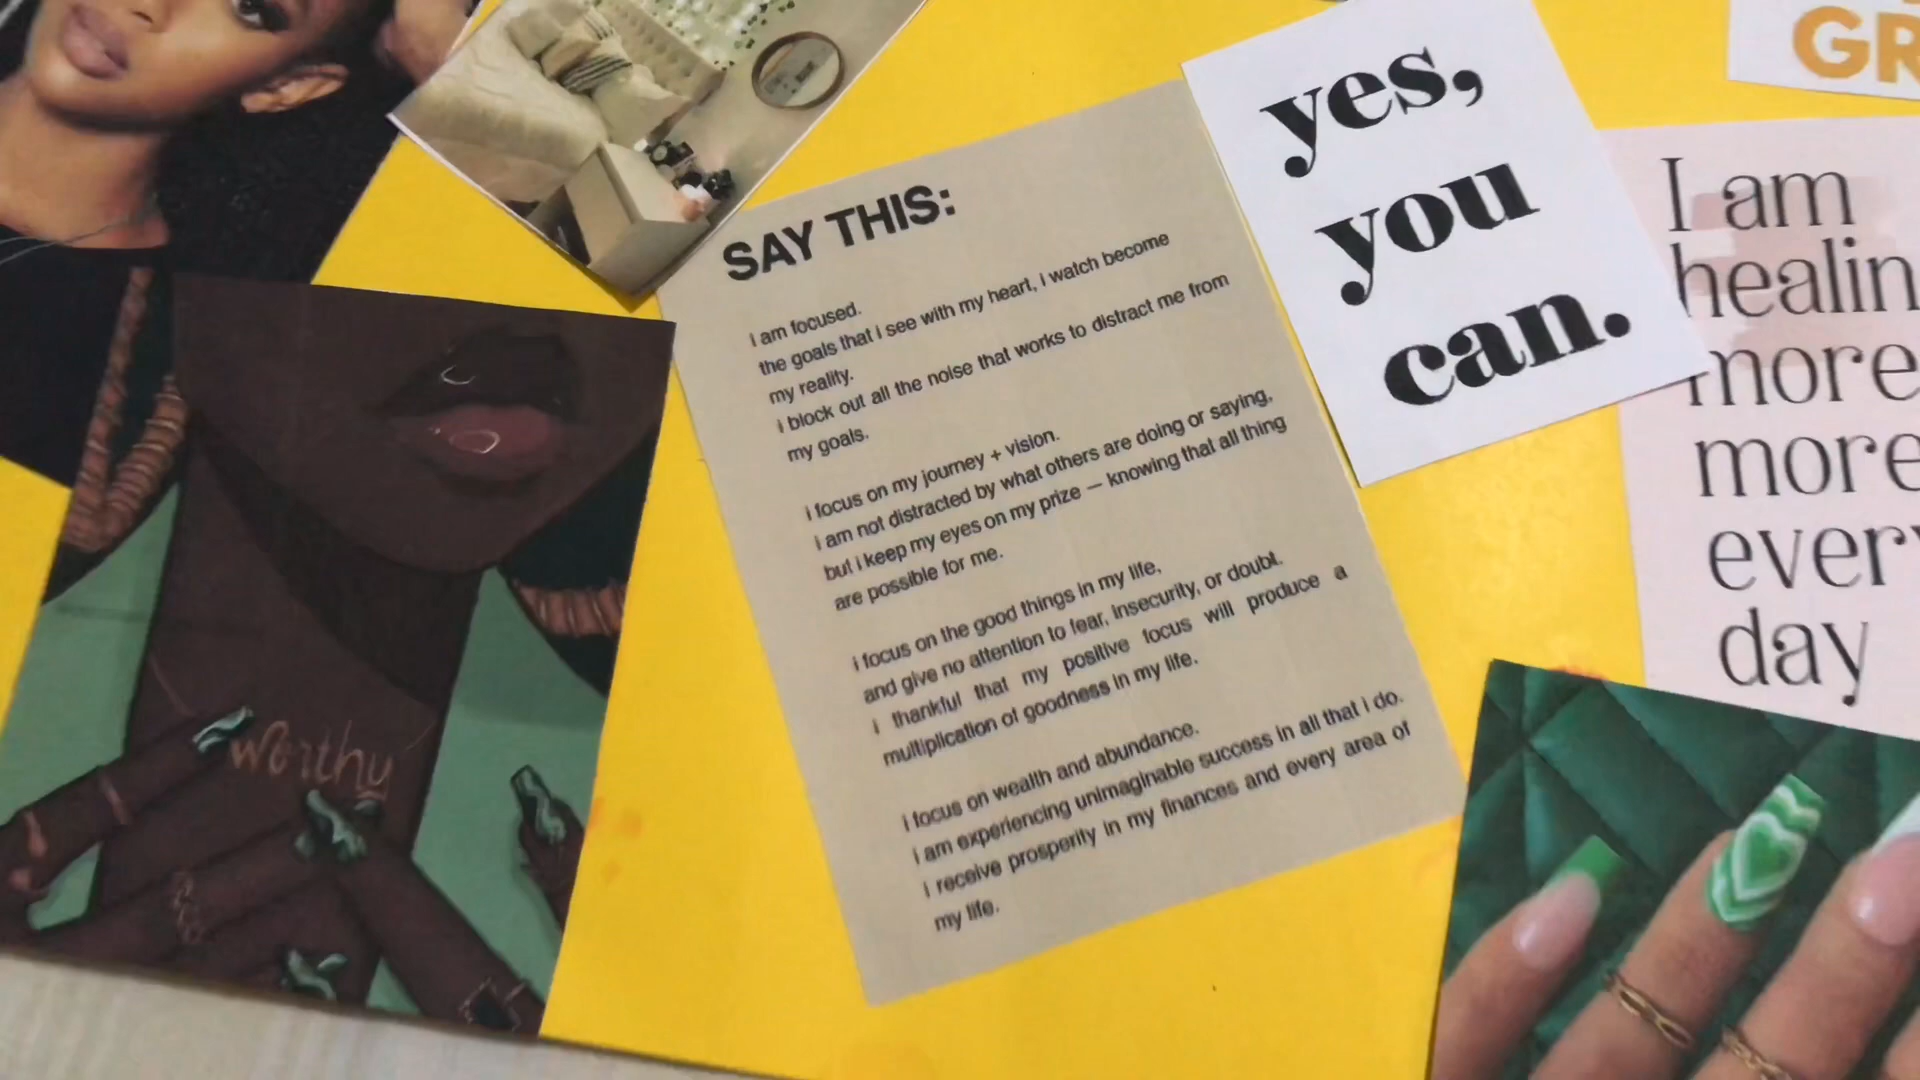 SAY THIS:
i am focused.
the goals that i see with my heart, i watch become
my reality.
i block out all the noise that works to distract me from
my goals.
i focus on my journey + vision.
i am not distracted by what others are doing or saying,
but i keep my eyes on my prize — knowing that all thing
are possible for me.
i focus on the good things in my life,
and give no attention to fear, insecurity, or doubt.
i thankful that my positive focus will produce a
multiplication of goodness in my life.
i focus on wealth and abundance.
i am experiencing unimaginable success in all that i do.
i receive prosperity in my finances and every area of
my life.
yes,
you
can.
GR
I am
healin
more
more
every
day
worthy